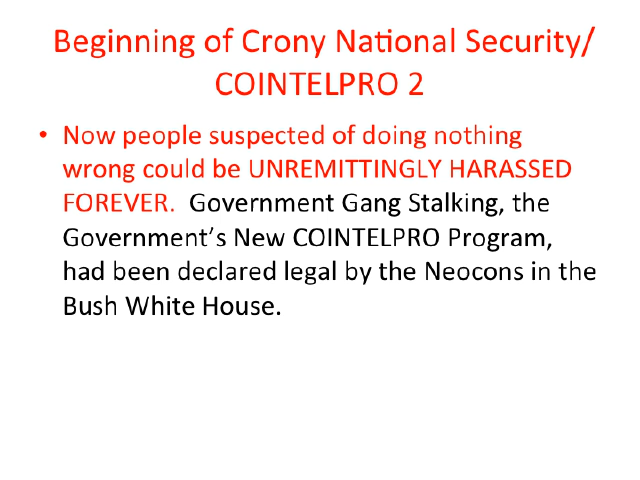 Beginning of Crony National Security/
COINTELPRO 2
• Now people suspected of doing nothing
wrong could be UNREMITTINGLY HARASSED
FOREVER. Government Gang Stalking, the
Government’s New COINTELPRO Program,
had been declared legal by the Neocons in the
Bush White House.